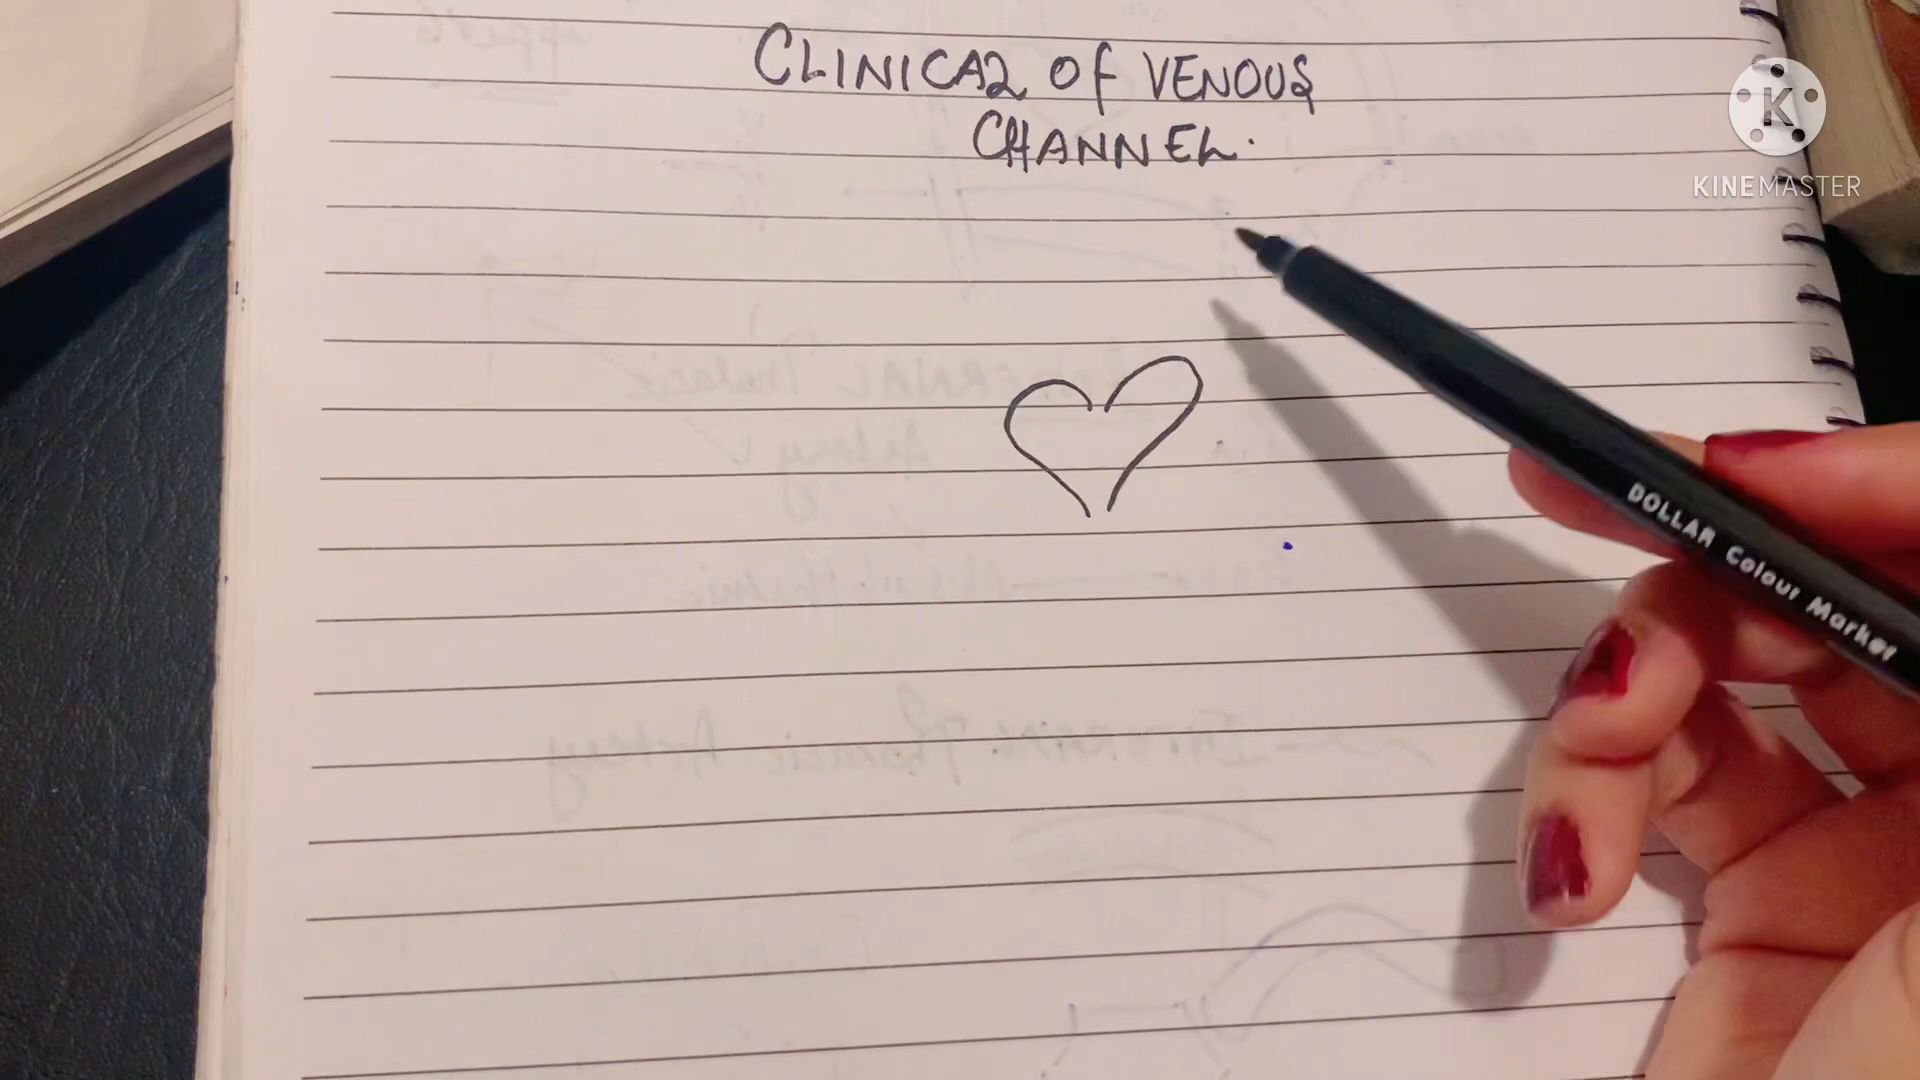 CLINICAL OF VENOUS
CHANNEL.
K
KINEMASTER
DOLLAR Colour Marker